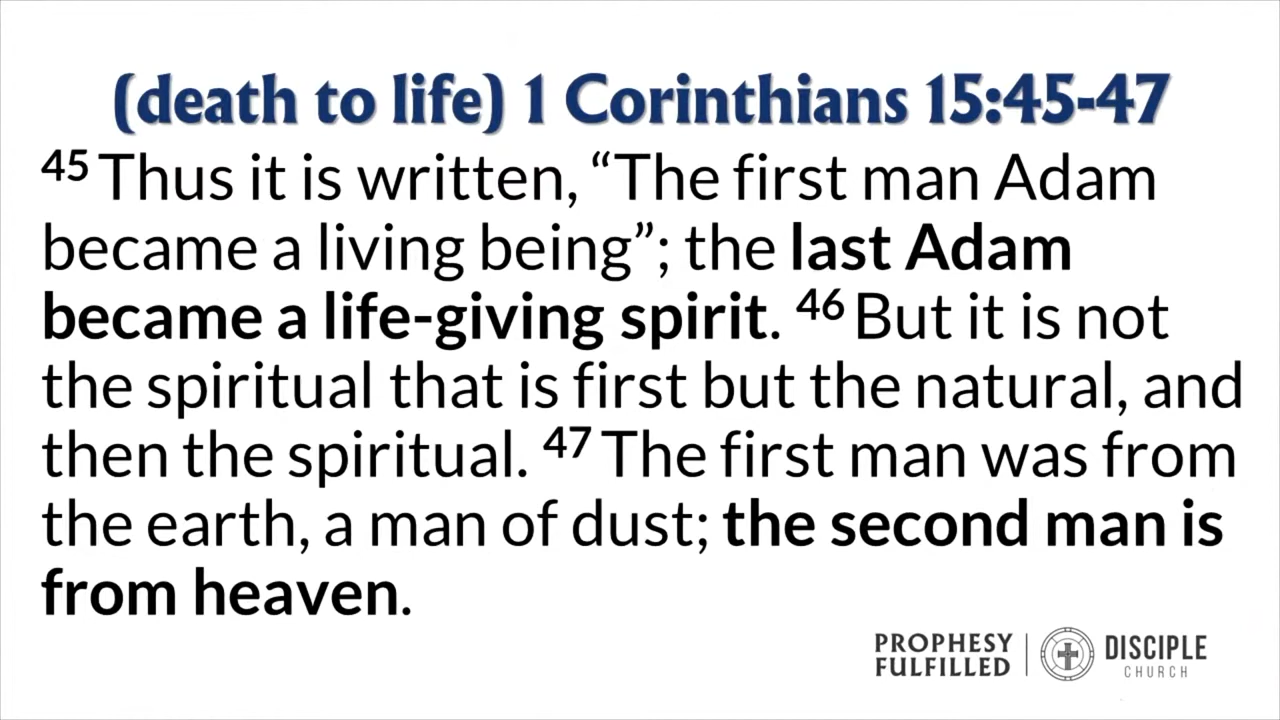 (death to life) 1 Corinthians 15:45-47
45 Thus it is written, “The first man Adam
became a living being”; the last Adam
became a life-giving spirit. 46 But it is not
the spiritual that is first but the natural, and
then the spiritual. 47 The first man was from
the earth, a man of dust; the second man is
from heaven.
PROPHESY
FULFILLED
DISCIPLE
CHURCH